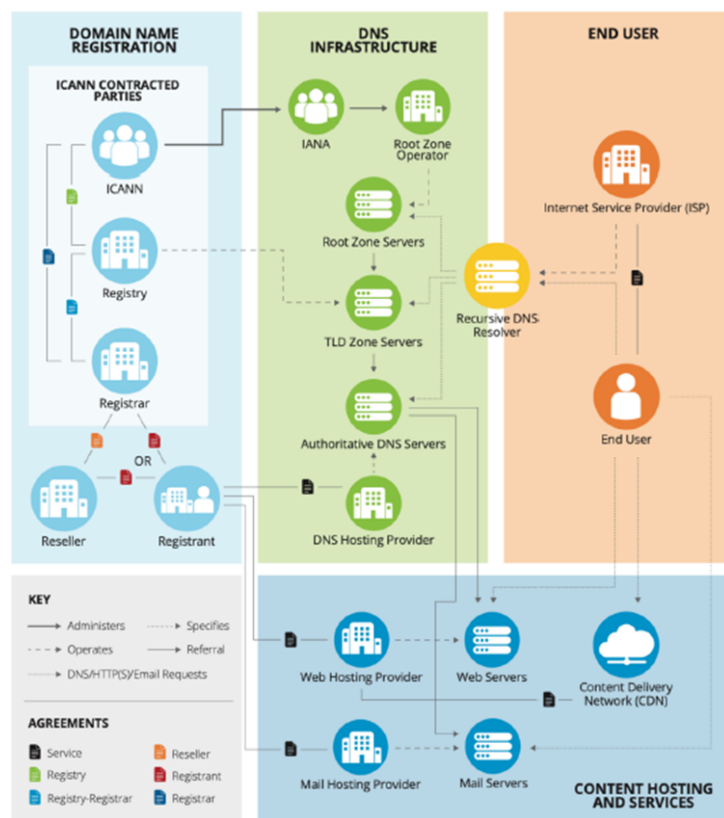 DOMAIN NAME
REGISTRATION
DNS
INFRASTRUCTURE
END USER
ICANN CONTRACTED
PARTIES
ICANN
IANA
Root Zone
Operator
Internet Service Provider (ISP)
Root Zone Servers
Registry
Recursive DNS
Resolver
TLD Zone Servers
Registrar
End User
Authoritative DNS Servers
OR
Reseller
Registrant
DNS Hosting Provider
KEY
Administers
Specifies
Operates
Referral
DNS/HTTP(S)/Email Requests
AGREEMENTS
Service
Reseller
Registry
Registrant
Registry-Registrar
Registrar
Web Hosting Provider
Web Servers
Content Delivery
Network (CDN)
Mail Hosting Provider
Mail Servers
CONTENT HOSTING
AND SERVICES